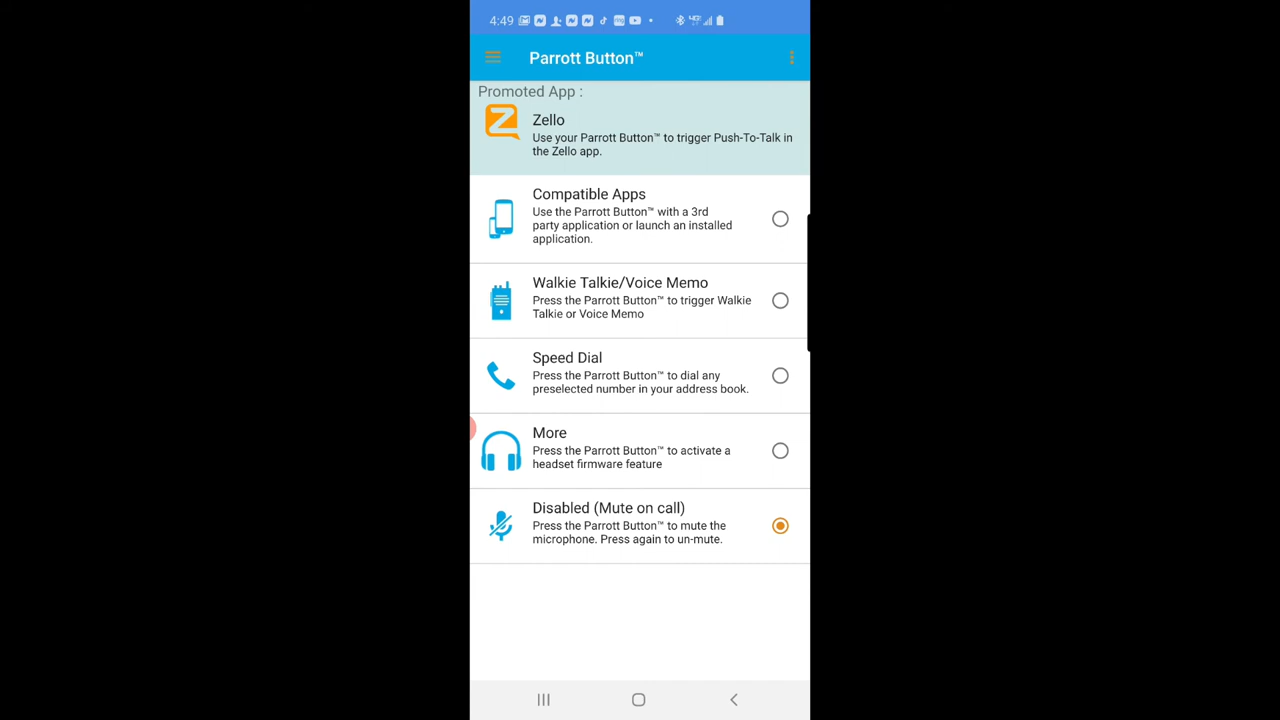 4:49
Parrott Button™
Promoted App :
Zello
Use your Parrott Button™ to trigger Push-To-Talk in
the Zello app.
Compatible Apps
Use the Parrott Button™ with a 3rd
party application or launch an installed
application.
Walkie Talkie/Voice Memo
Press the Parrott Button™ to trigger Walkie
Talkie or Voice Memo
Speed Dial
Press the Parrott Button™ to dial any
preselected number in your address book.
More
Press the Parrott Button™ to activate a
headset firmware feature
Disabled (Mute on call)
Press the Parrott Button™ to mute the
microphone. Press again to un-mute.